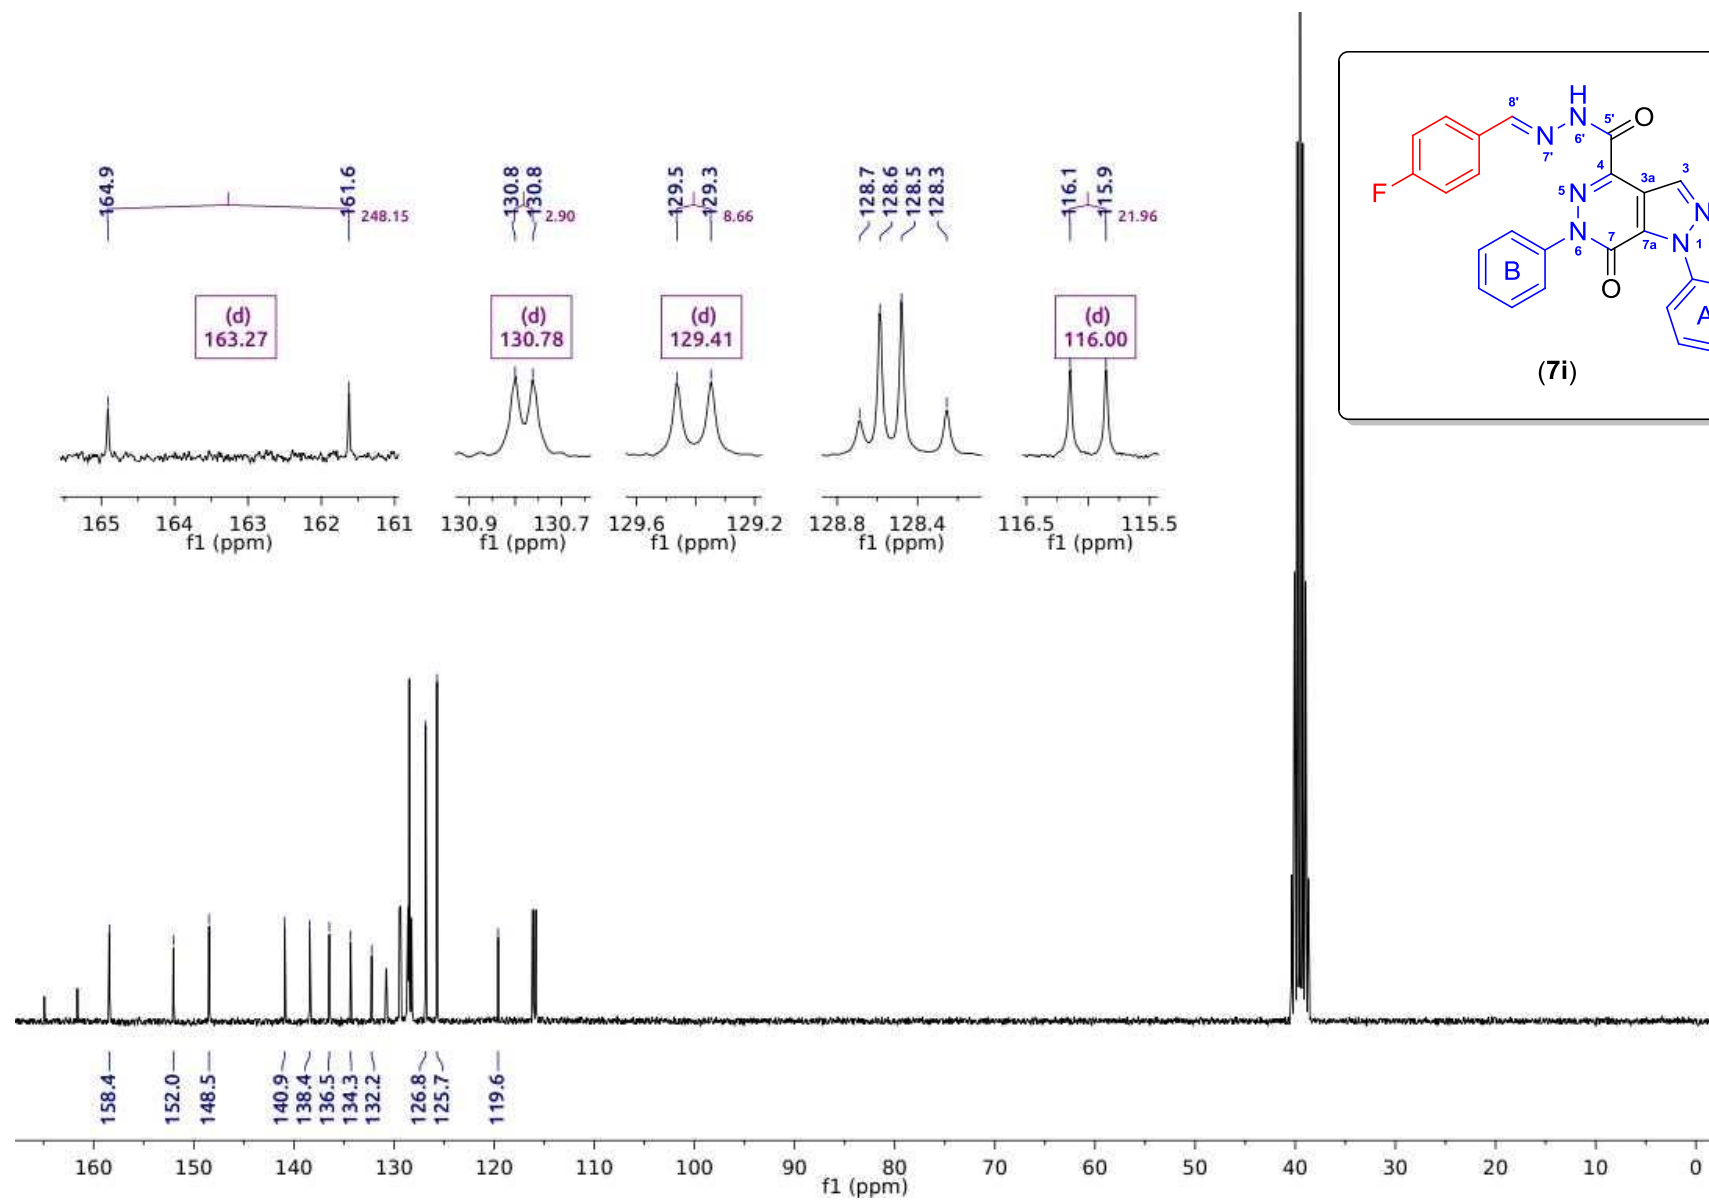 164.9
161.6
248.15
130.8
130.8
2.90
129.5
129.3
8.66
128.7
128.6
128.5
128.3
116.1
115.9
21.96
(d)
163.27
(d)
130.78
(d)
129.41
(d)
116.00
165 164 163 162 161
f1 (ppm)
130.9 130.7
f1 (ppm)
129.6 129.2
f1 (ppm)
128.8 128.4
f1 (ppm)
116.5 115.5
f1 (ppm)
H
8'
N
N
5'
O
6'
7'
F
4
3a
3
5
N
N
N
6
7
7a
N
1
B
O
A
(7i)
158.4
152.0
148.5
140.9
138.4
136.5
134.3
132.2
126.8
125.7
119.6
160 150 140 130 120 110 100 90 80 70 60 50 40 30 20 10 0
f1 (ppm)